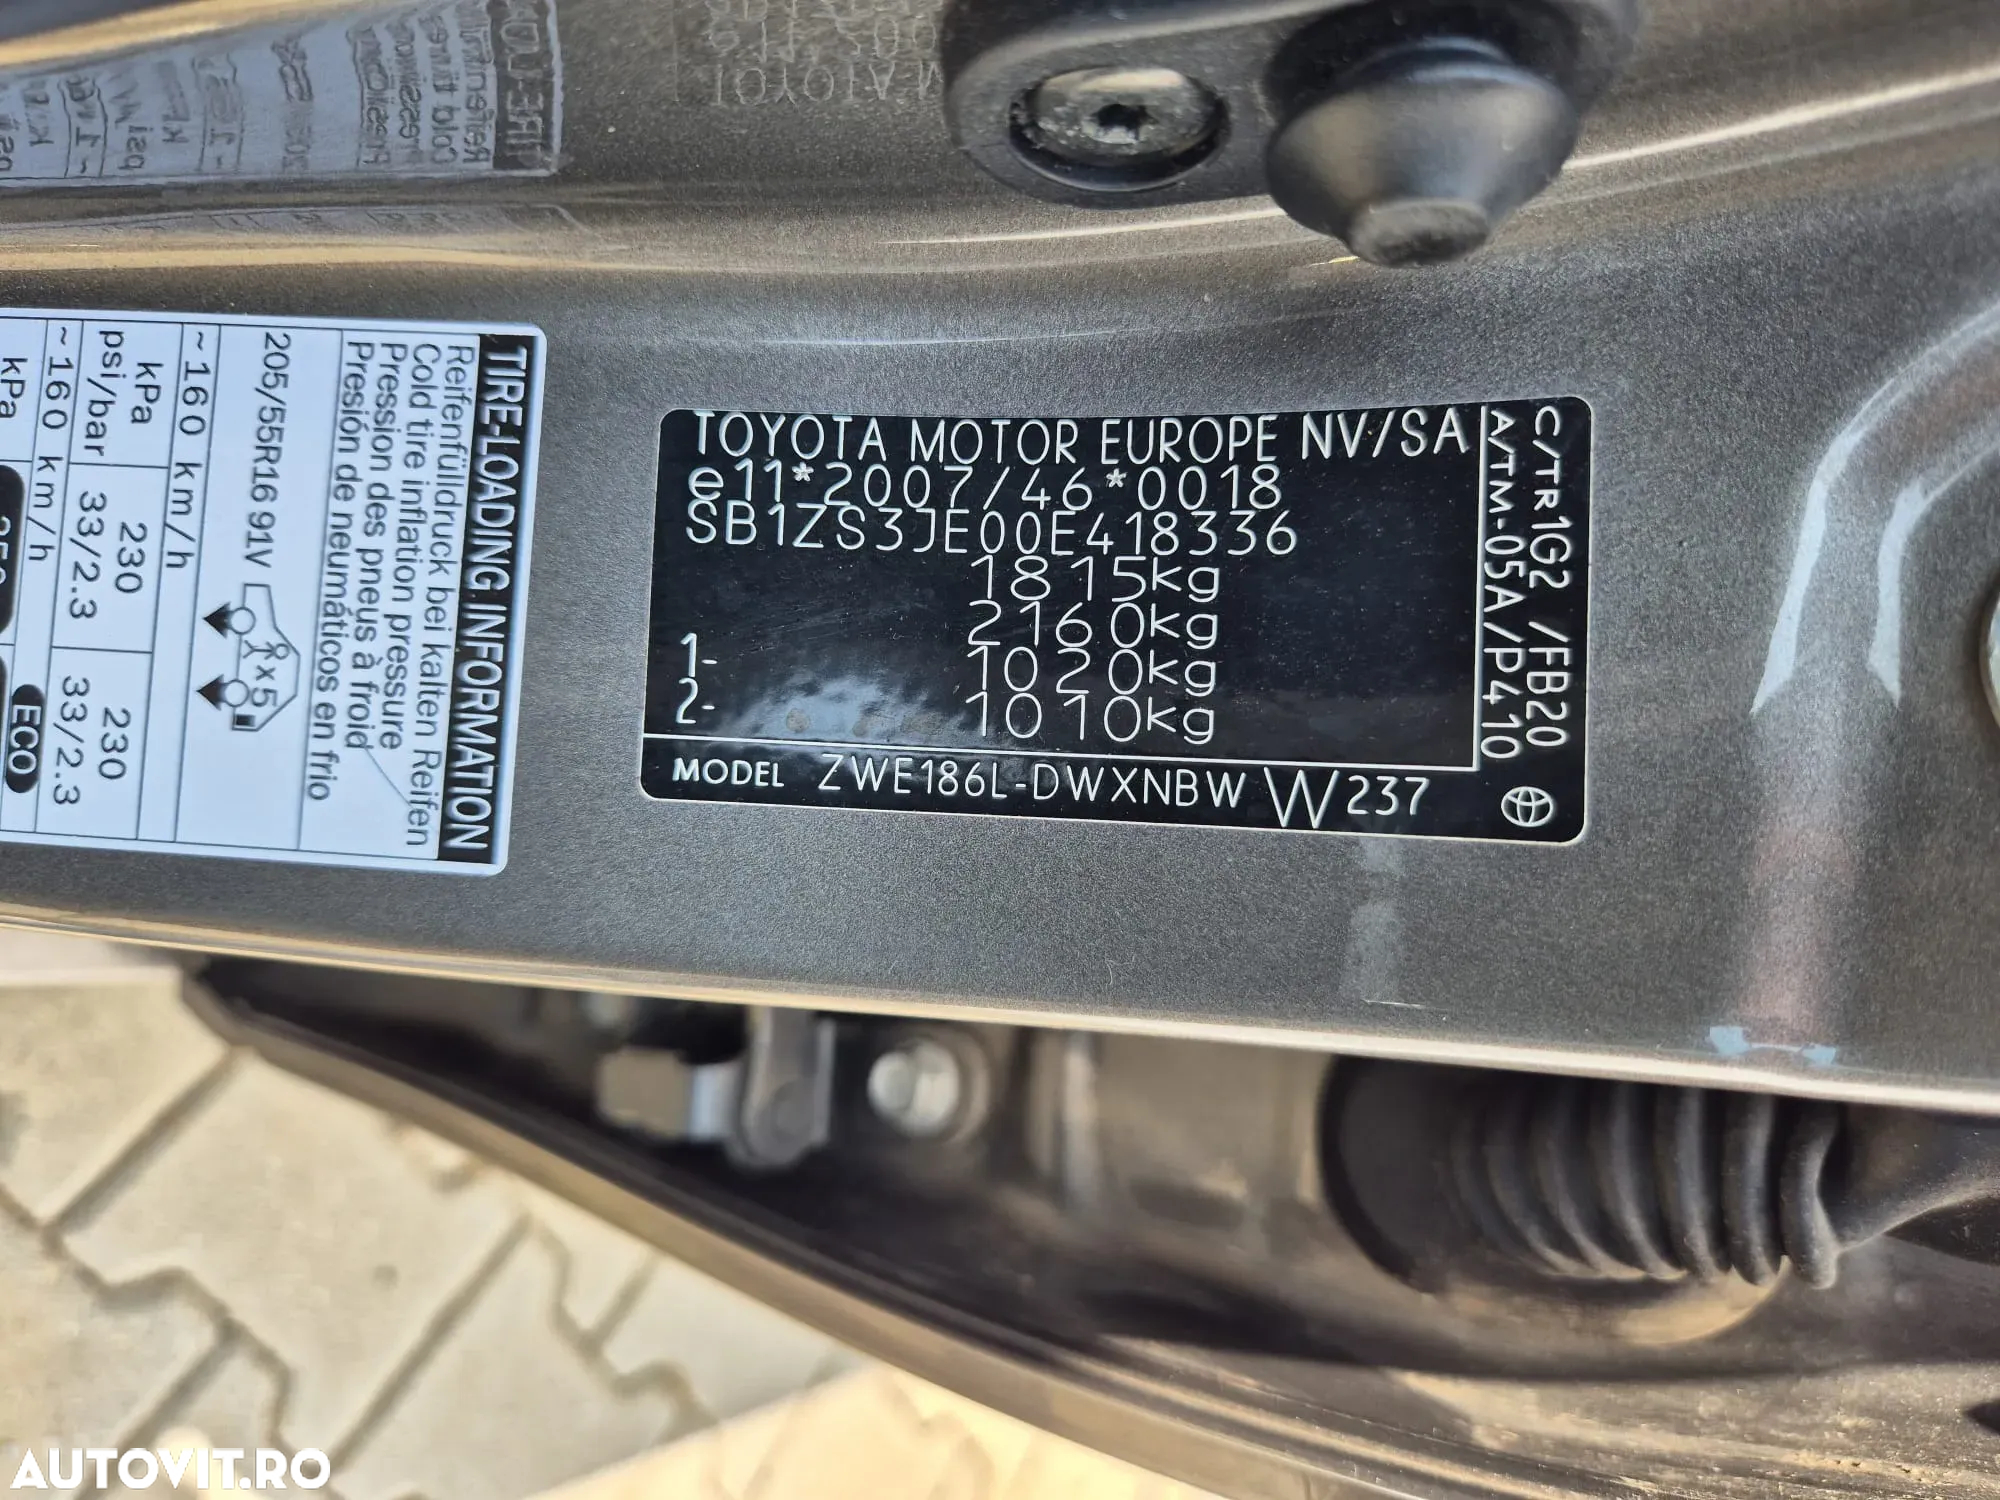 TOYOTA MOTOR EUROPE NV/SA
e11*2007/46*0018
SB1ZS3JE00E418336
1815kg
2160kg
1- 1020kg
2- 1010kg
MODEL ZWE186L-DWXNBW W237
C/TR1G2 /FB20
A/TM-05A/P410
TIRE-LOADING INFORMATION
Reifenfülldruck bei kalten Reifen
Cold tire inflation pressure
Pression des pneus à froid
Presión de neumáticos en frio
205/55R16 91V
x5
~160 km/h
kPa 230 230
psi/bar 33/2.3 33/2.3
~160 km/h
ECO
kPa
AUTOVIT.RO